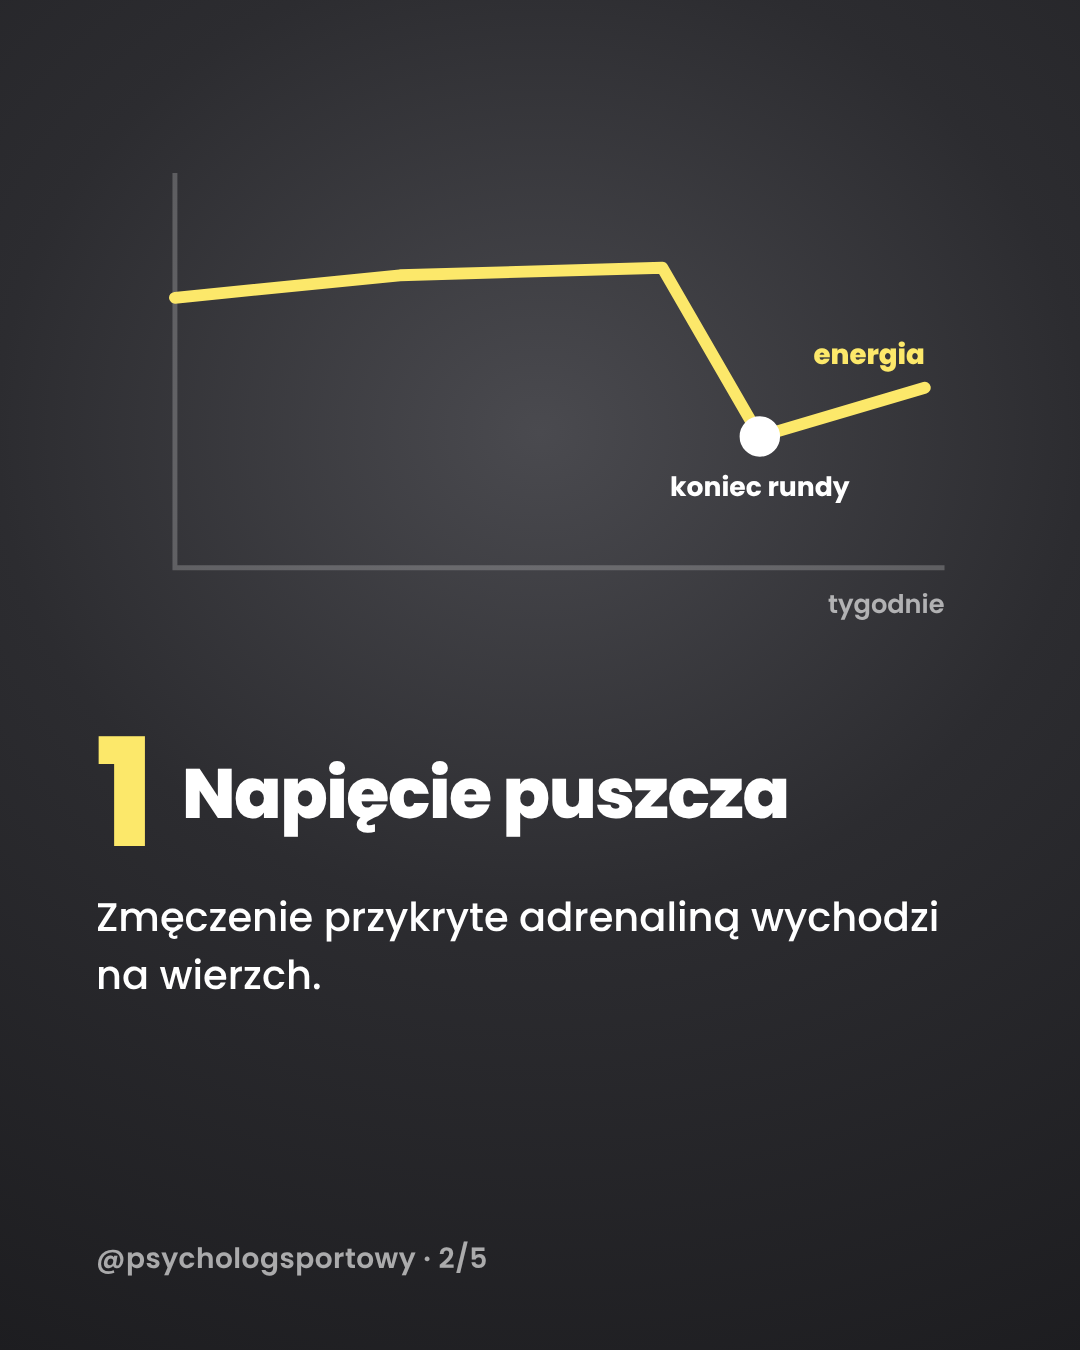 energia
koniec rundy
tygodnie
1 Napięcie puszcza
Zmęczenie przykryte adrenaliną wychodzi
na wierzch.
@psychologsportowy · 2/5